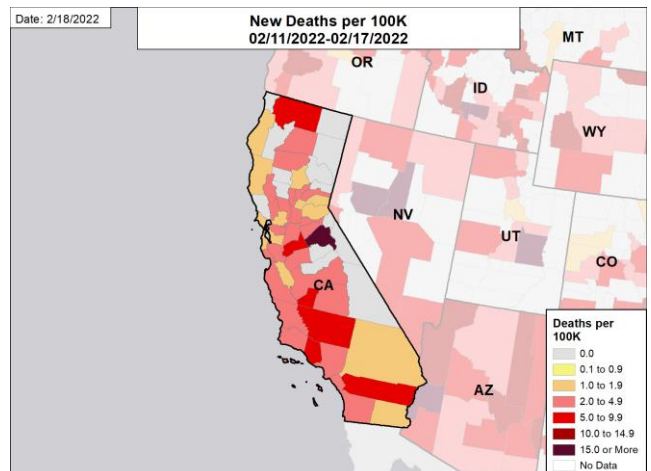 Date: 2/18/2022
New Deaths per 100K
02/11/2022-02/17/2022
MT
OR
ID
WY
NV
UT
CO
CA
AZ
Deaths per
100K
0.0
0.1 to 0.9
1.0 to 1.9
2.0 to 4.9
5.0 to 9.9
10.0 to 14.9
15.0 or More
No Data